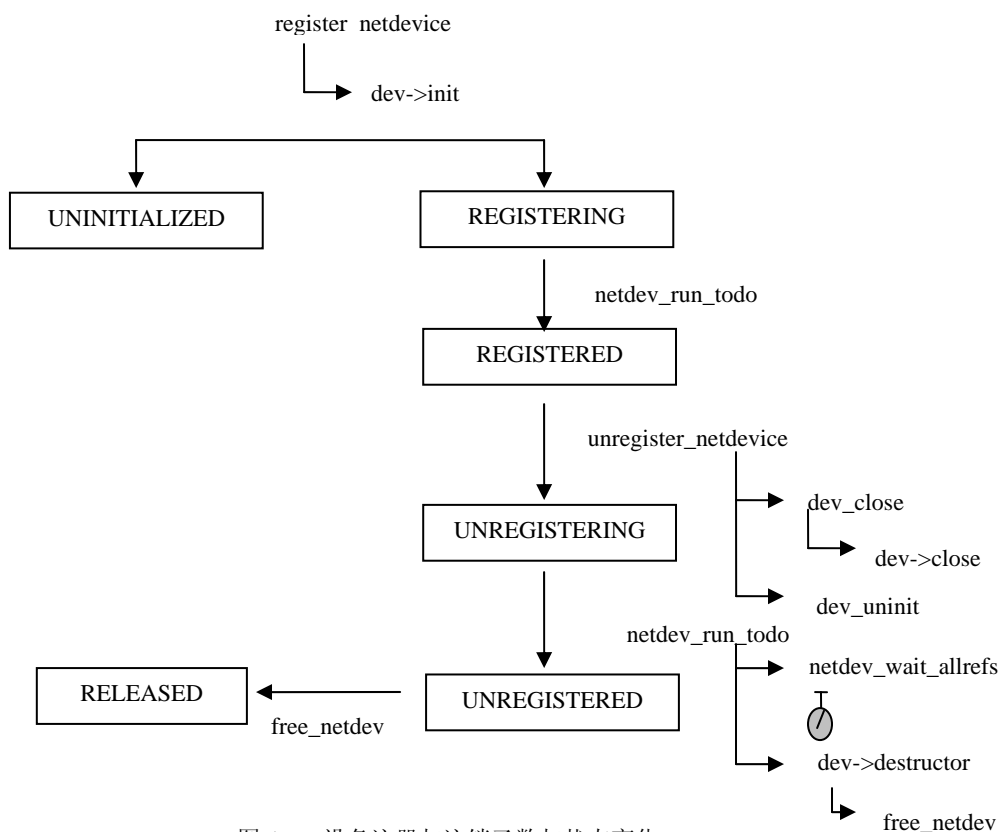 register netdevice
dev->init
UNINITIALIZED
REGISTERING
netdev_run_todo
REGISTERED
unregister_netdevice
dev_close
UNREGISTERING
dev->close
dev_uninit
netdev_run_todo
netdev_wait_allrefs
RELEASED
UNREGISTERED
free_netdev
dev->destructor
free_netdev